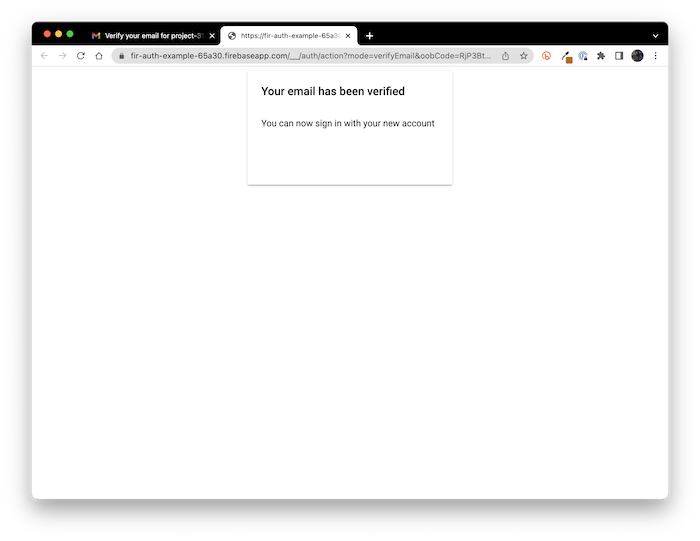 Verify your email for project-31
https://fir-auth-example-65a30
fir-auth-example-65a30.firebaseapp.com/__/auth/action?mode=verifyEmail&oobCode=RjP3Bt...
Your email has been verified
You can now sign in with your new account